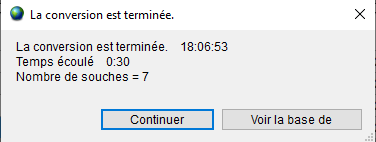 La conversion est terminée.
La conversion est terminée. 18:06:53
Temps écoulé 0:30
Nombre de souches = 7
Continuer
Voir la base de